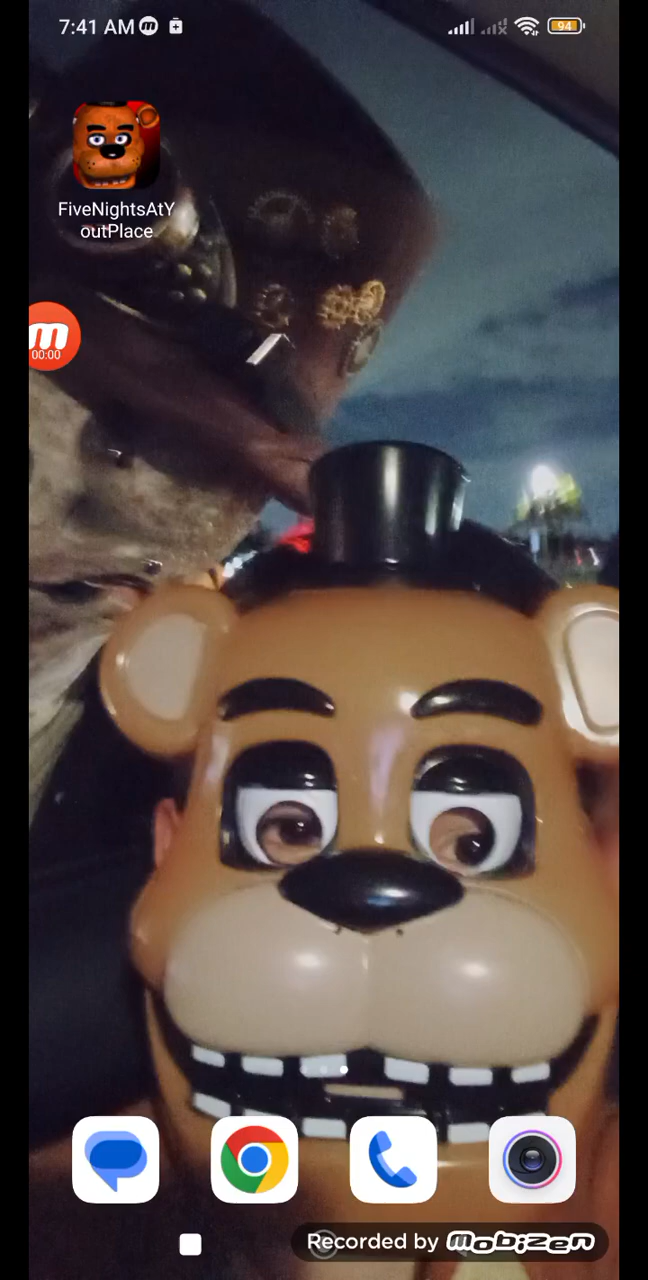 7:41 AM
94
FiveNightsAtY
outPlace
00:00
Recorded by Mobizen